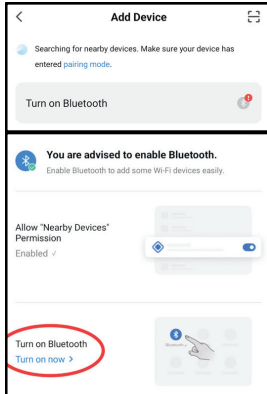 Add Device
Searching for nearby devices. Make sure your device has
entered pairing mode.
Turn on Bluetooth
You are advised to enable Bluetooth.
Enable Bluetooth to add some Wi-Fi devices easily.
Allow "Nearby Devices"
Permission
Enabled ✓
Turn on Bluetooth
Turn on now >